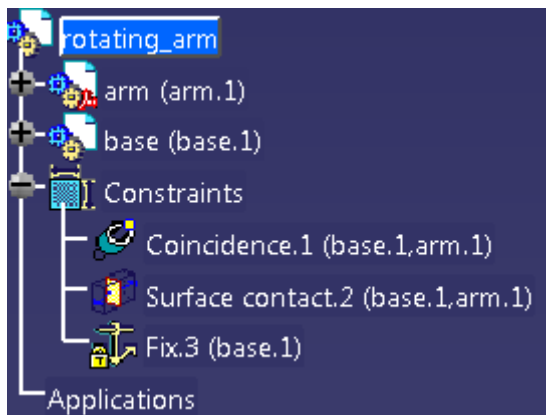 rotating_arm
arm (arm.1)
base (base.1)
Constraints
Coincidence.1 (base.1,arm.1)
Surface contact.2 (base.1,arm.1)
Fix.3 (base.1)
Applications